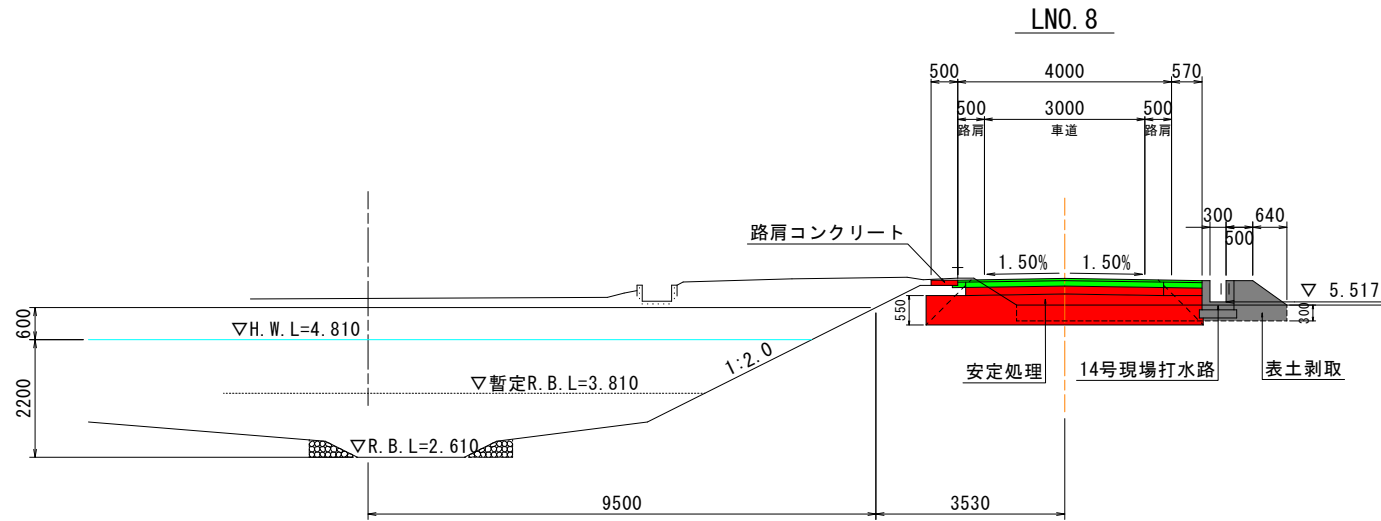 LNO. 8
500 4000 570
500 3000 500
路肩 車道 路肩
300 640
500
路肩コンクリート
1.50% 1.50%
▽ 5.517
600
▽H.W.L=4.810
550
300
1:2.0
安定処理
14号現場打水路
表土剥取
▽暫定R.B.L=3.810
2200
▽R.B.L=2.610
9500 3530